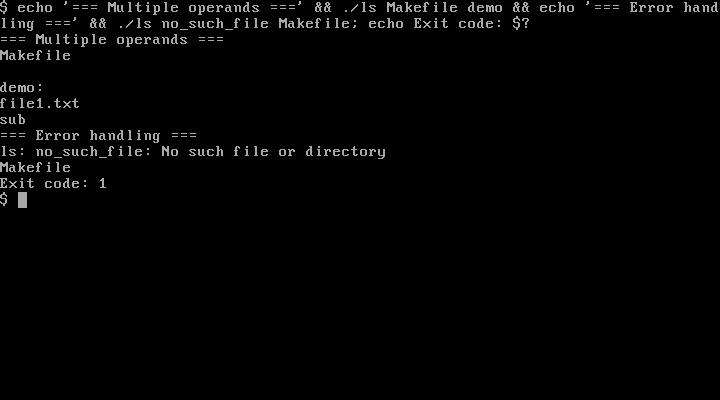 $ echo '=== Multiple operands ===' && ./ls Makefile demo && echo '=== Error hand
ling ===' && ./ls no_such_file Makefile; echo Exit code: $?
=== Multiple operands ===
Makefile

demo:
file1.txt
sub
=== Error handling ===
ls: no_such_file: No such file or directory
Makefile
Exit code: 1
$